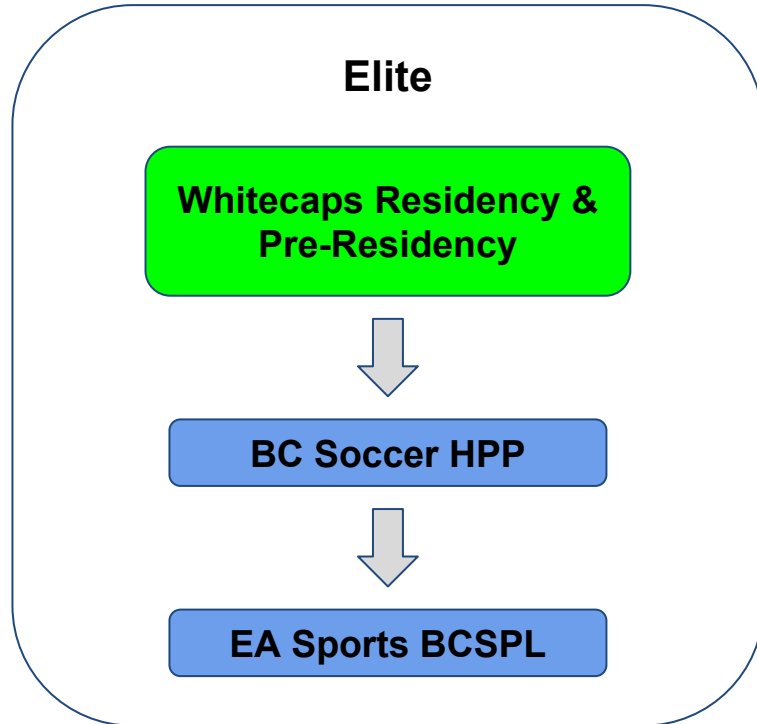 Elite
Whitecaps Residency &
Pre-Residency
BC Soccer HPP
EA Sports BCSPL